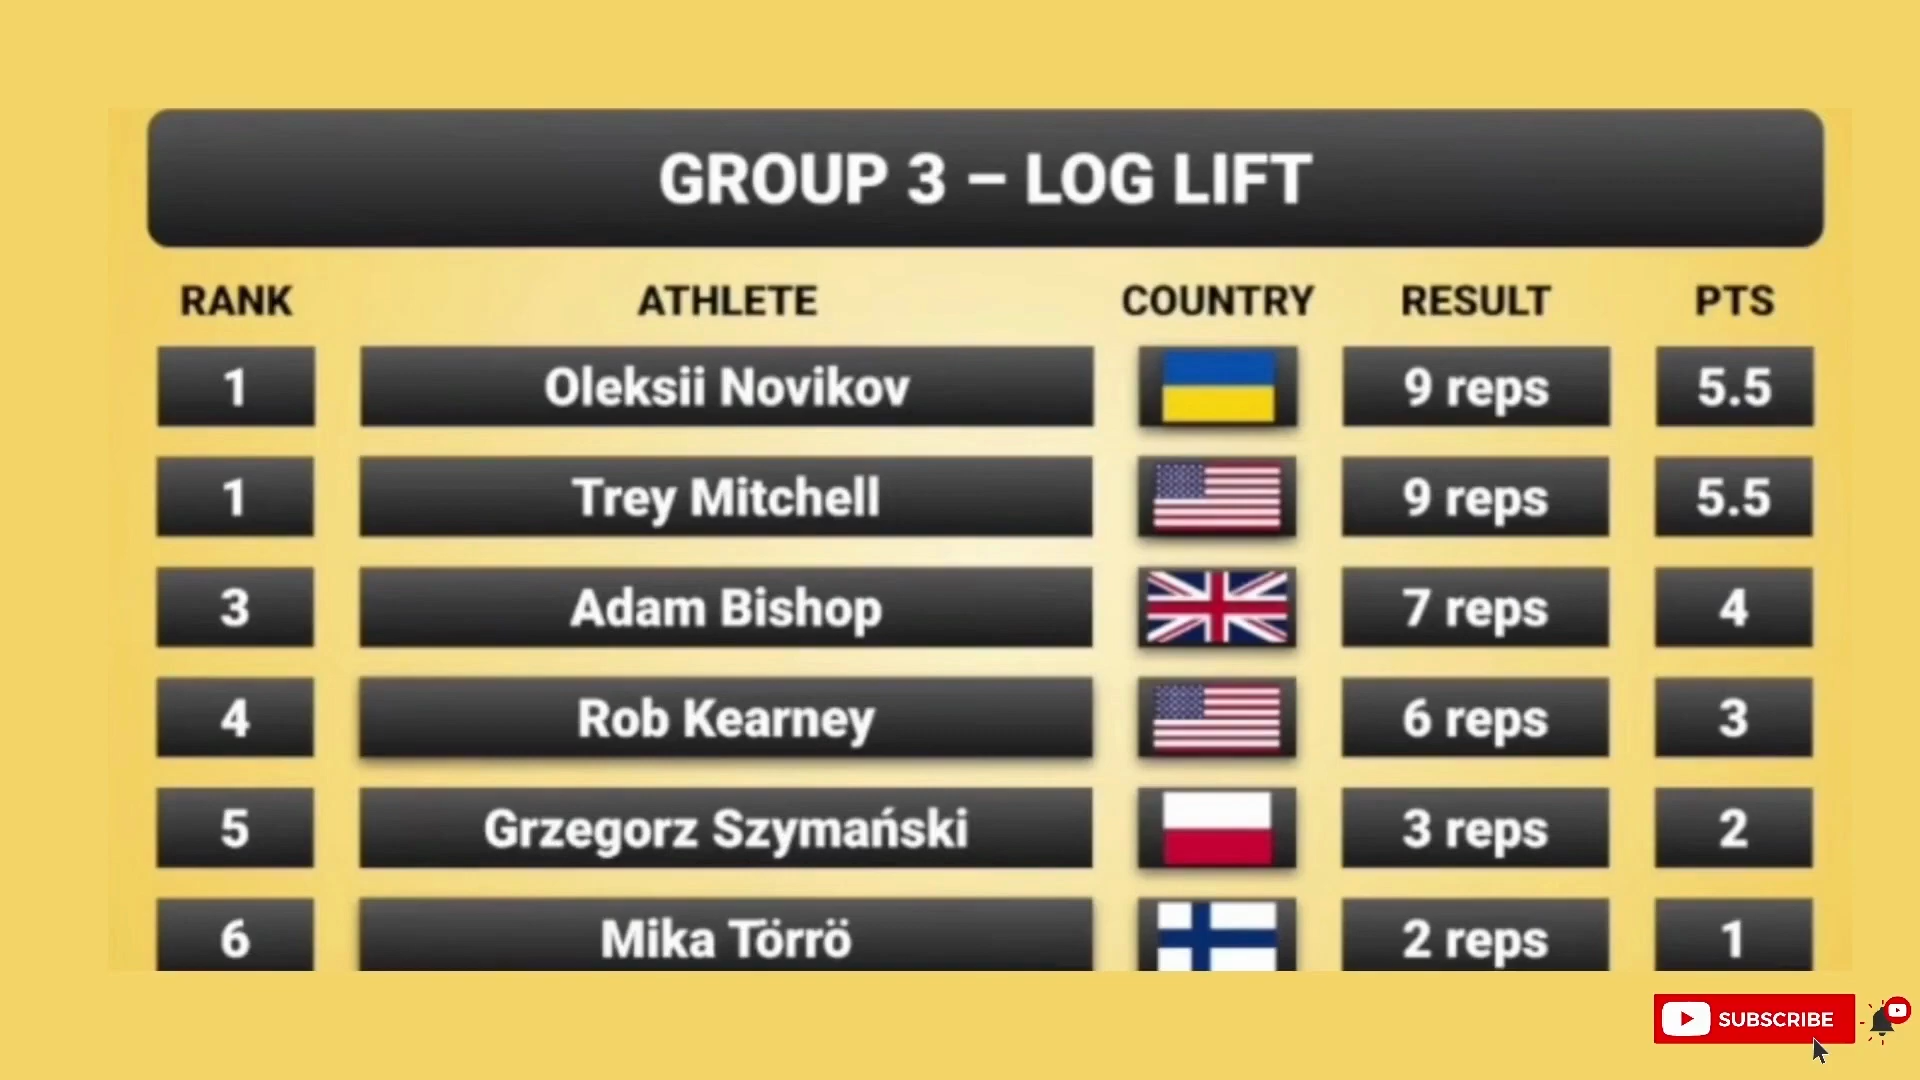 GROUP 3 – LOG LIFT
RANK ATHLETE COUNTRY RESULT PTS
1 Oleksii Novikov 9 reps 5.5
1 Trey Mitchell 9 reps 5.5
3 Adam Bishop 7 reps 4
4 Rob Kearney 6 reps 3
5 Grzegorz Szymański 3 reps 2
6 Mika Törrö 2 reps 1
SUBSCRIBE